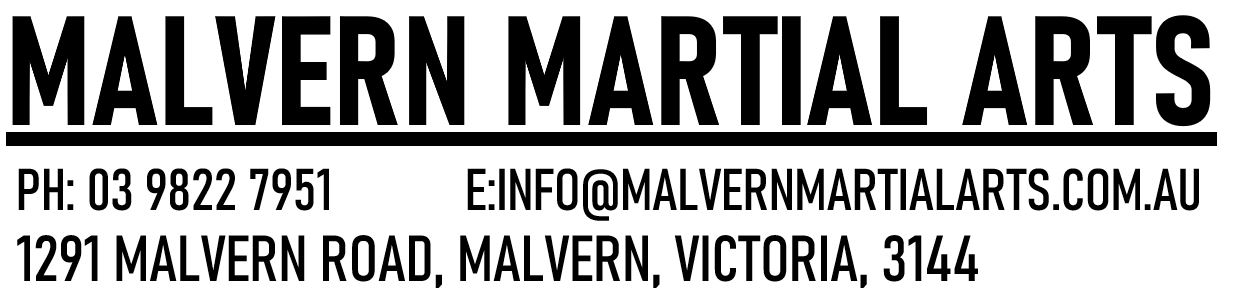 MALVERN MARTIAL ARTS
PH: 03 9822 7951 E:INFO@MALVERNMARTIALARTS.COM.AU
1291 MALVERN ROAD, MALVERN, VICTORIA, 3144